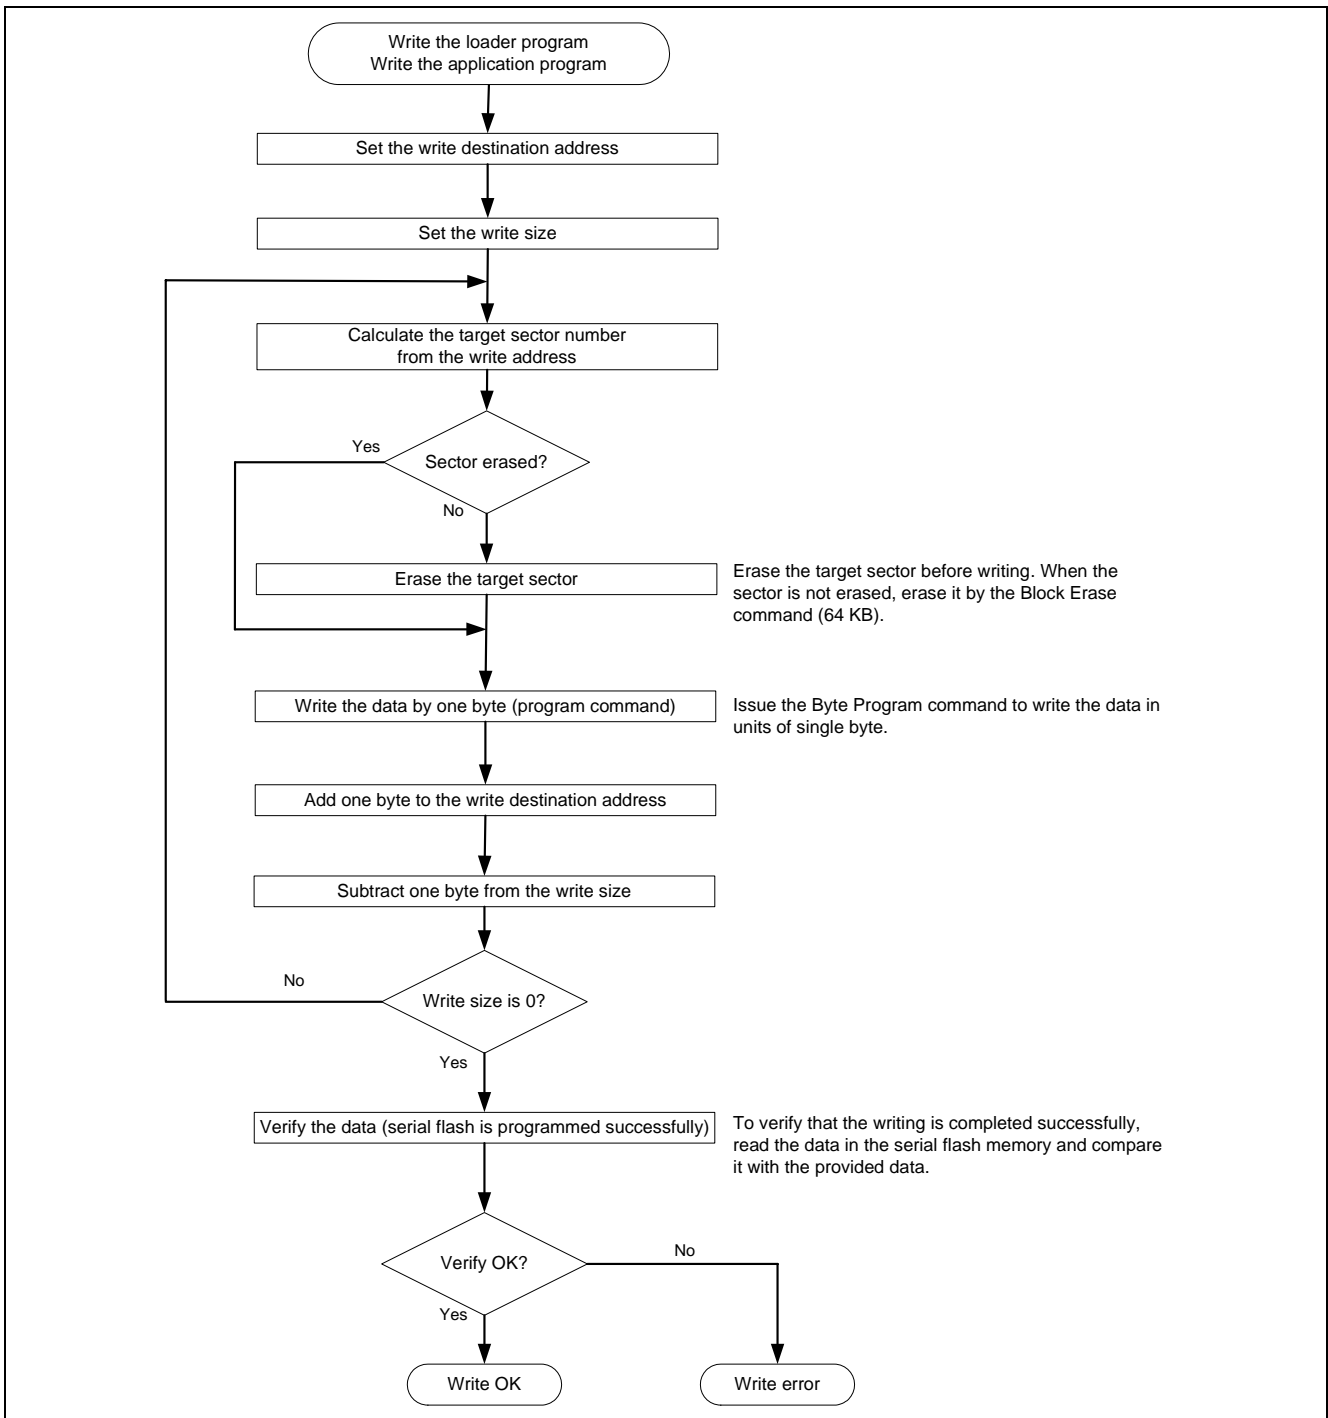 Write the loader program
Write the application program
Set the write destination address
Set the write size
Calculate the target sector number
from the write address
Yes
Sector erased?
No
Erase the target sector
Erase the target sector before writing. When the
sector is not erased, erase it by the Block Erase
command (64 KB).
Write the data by one byte (program command)
Issue the Byte Program command to write the data in
units of single byte.
Add one byte to the write destination address
Subtract one byte from the write size
No
Write size is 0?
Yes
Verify the data (serial flash is programmed successfully)
To verify that the writing is completed successfully,
read the data in the serial flash memory and compare
it with the provided data.
Verify OK?
No
Yes
Write OK
Write error